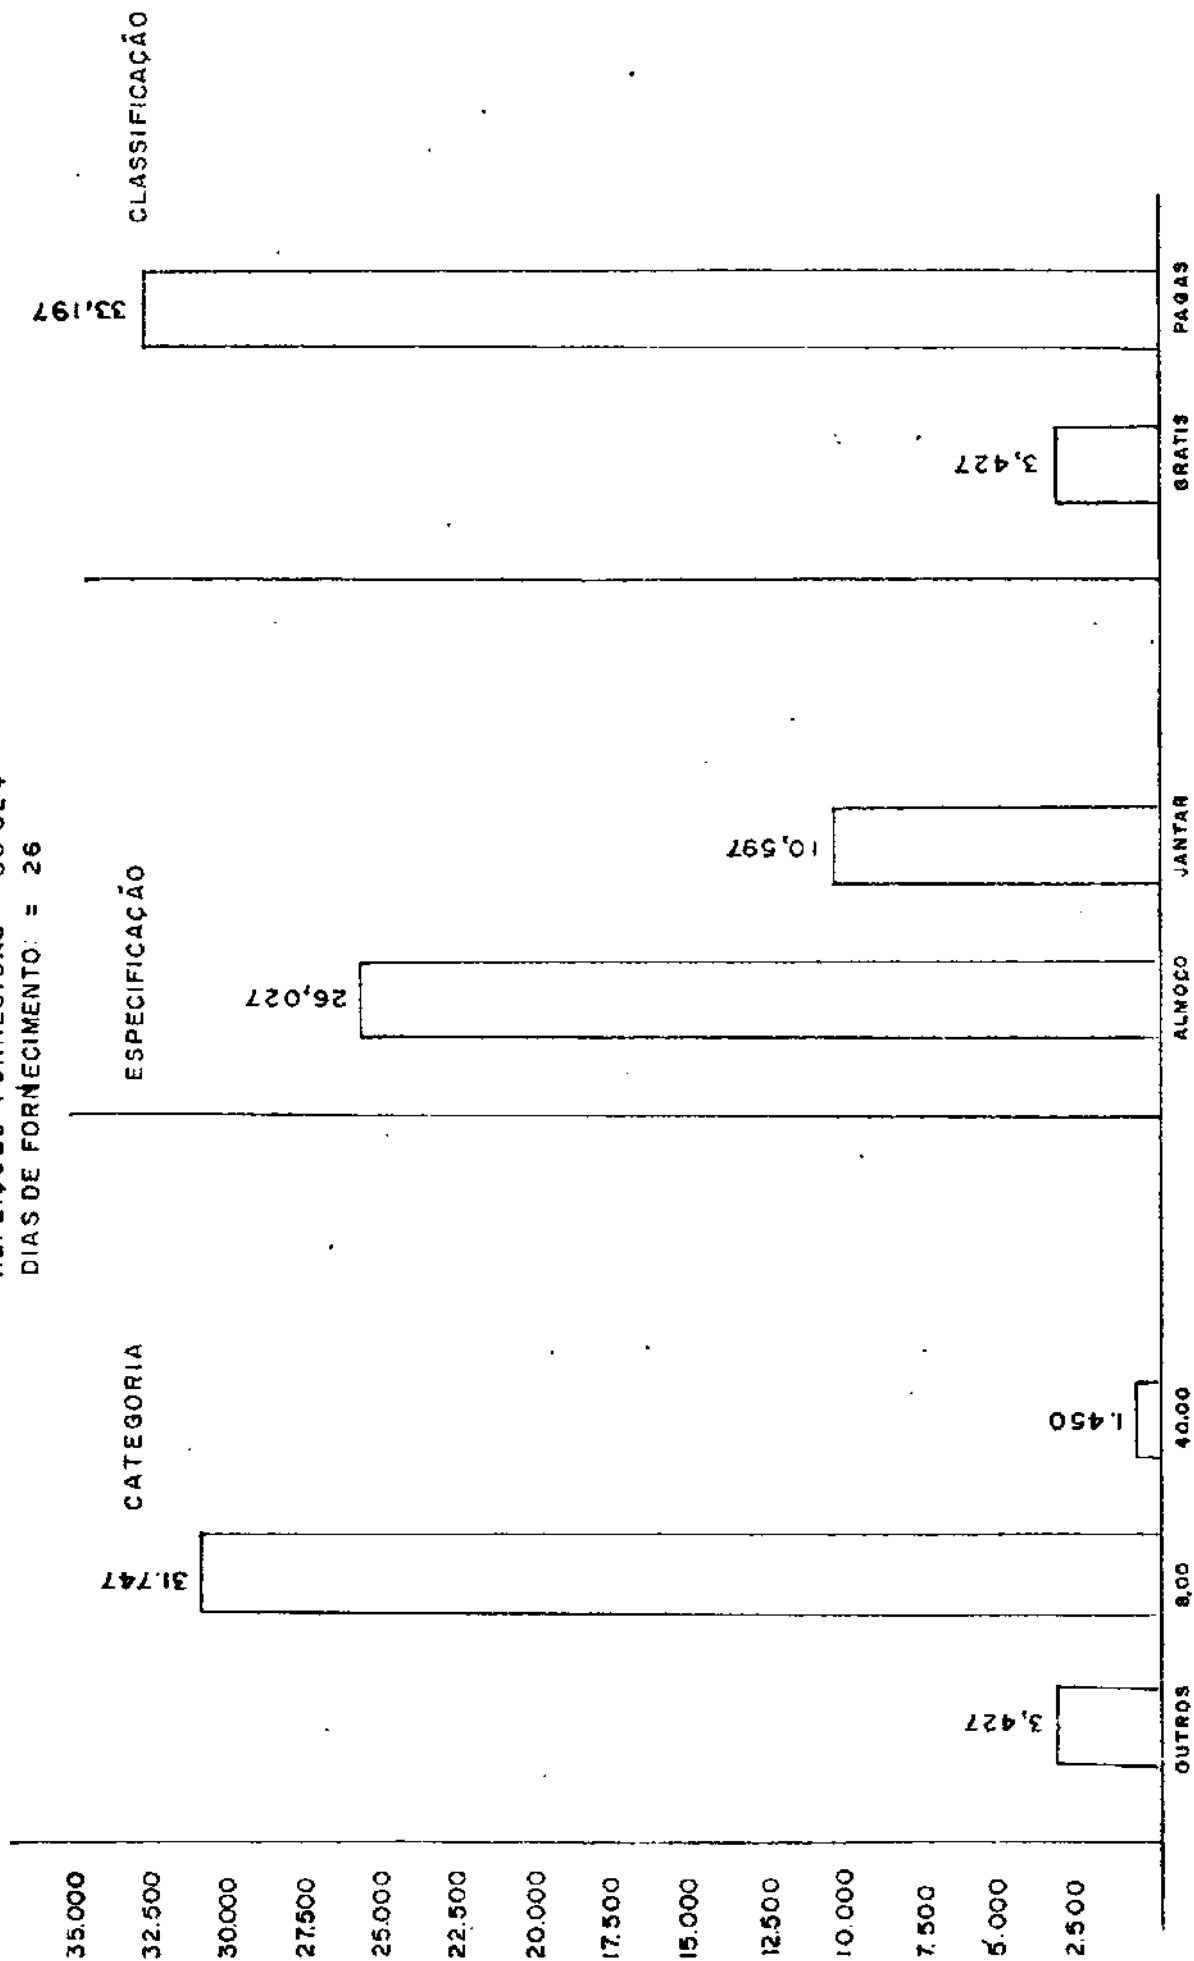 DIAS DE FORNECIMENTO: = 26
CATEGORIA
ESPECIFICAÇÃO
CLASSIFICAÇÃO
35.000
32.500
30.000
27.500
25.000
22.500
20.000
17.500
15.000
12.500
10.000
7.500
5.000
2.500
3,427
31.747
1.450
26,027
10,597
3,427
33,197
OUTROS
8,00
40,00
ALMOÇO
JANTAR
GRATIS
PAGAS